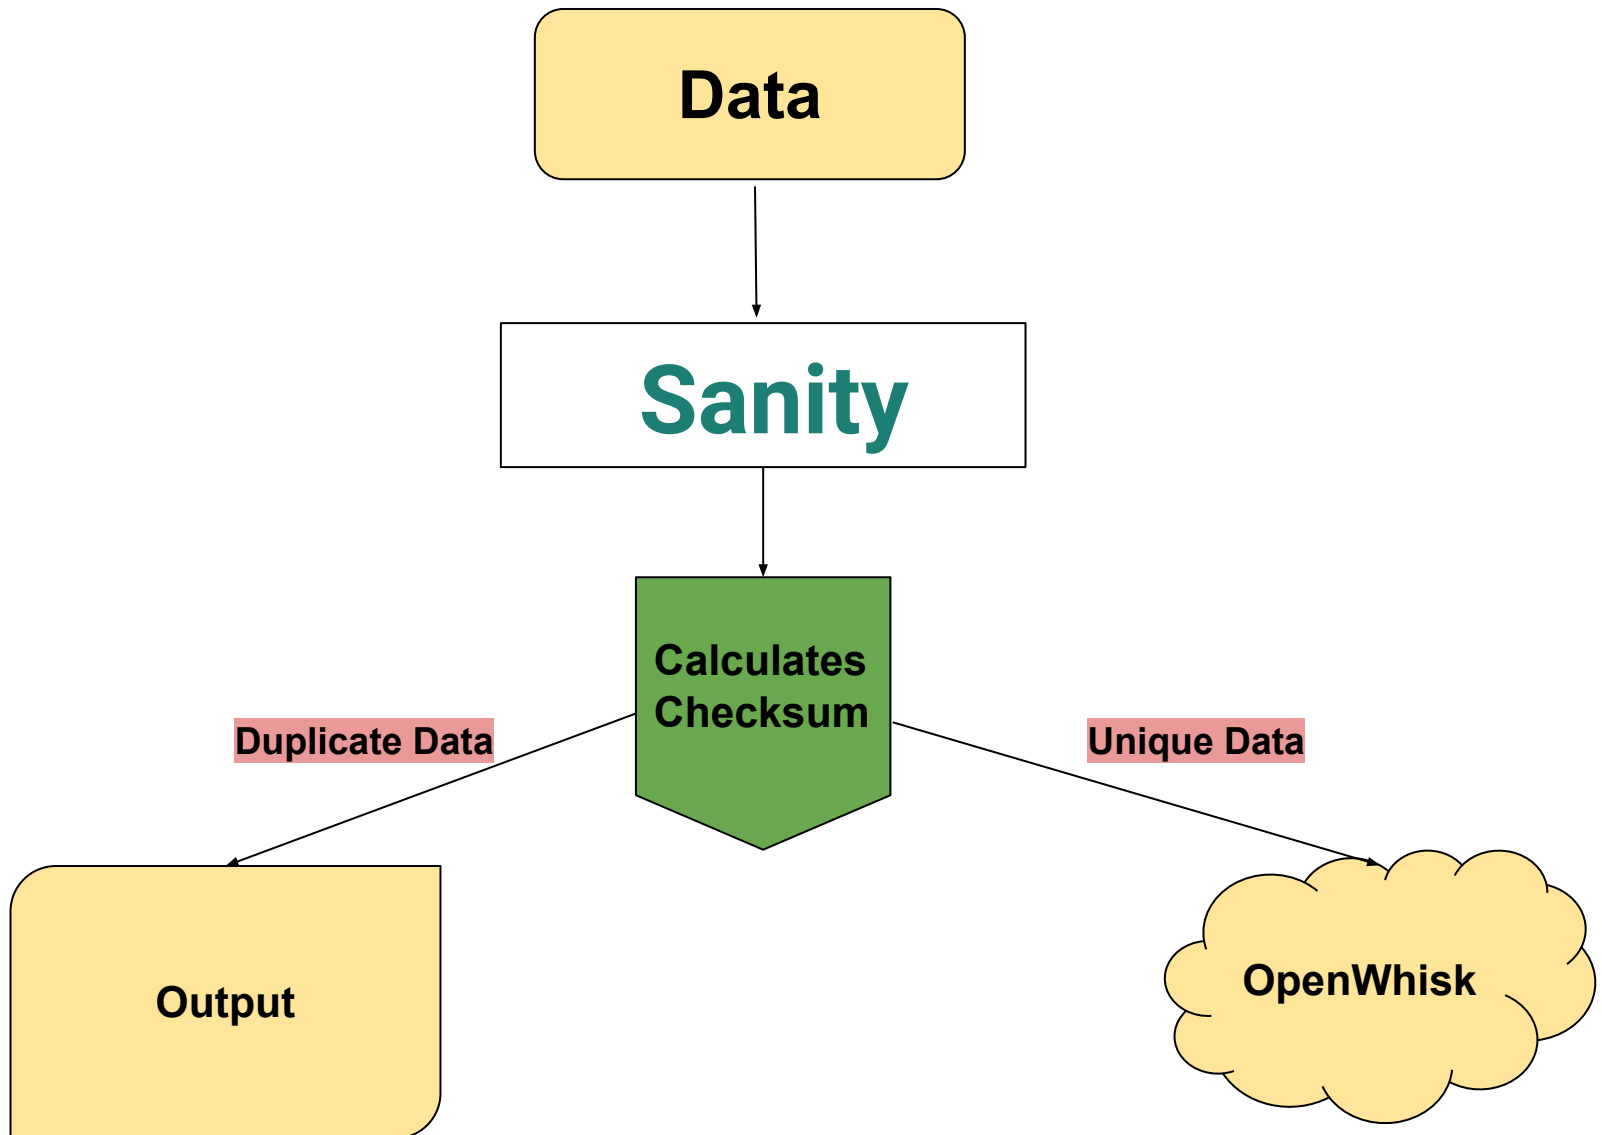 Data
Sanity
Calculates
Checksum
Duplicate Data
Unique Data
Output
OpenWhisk